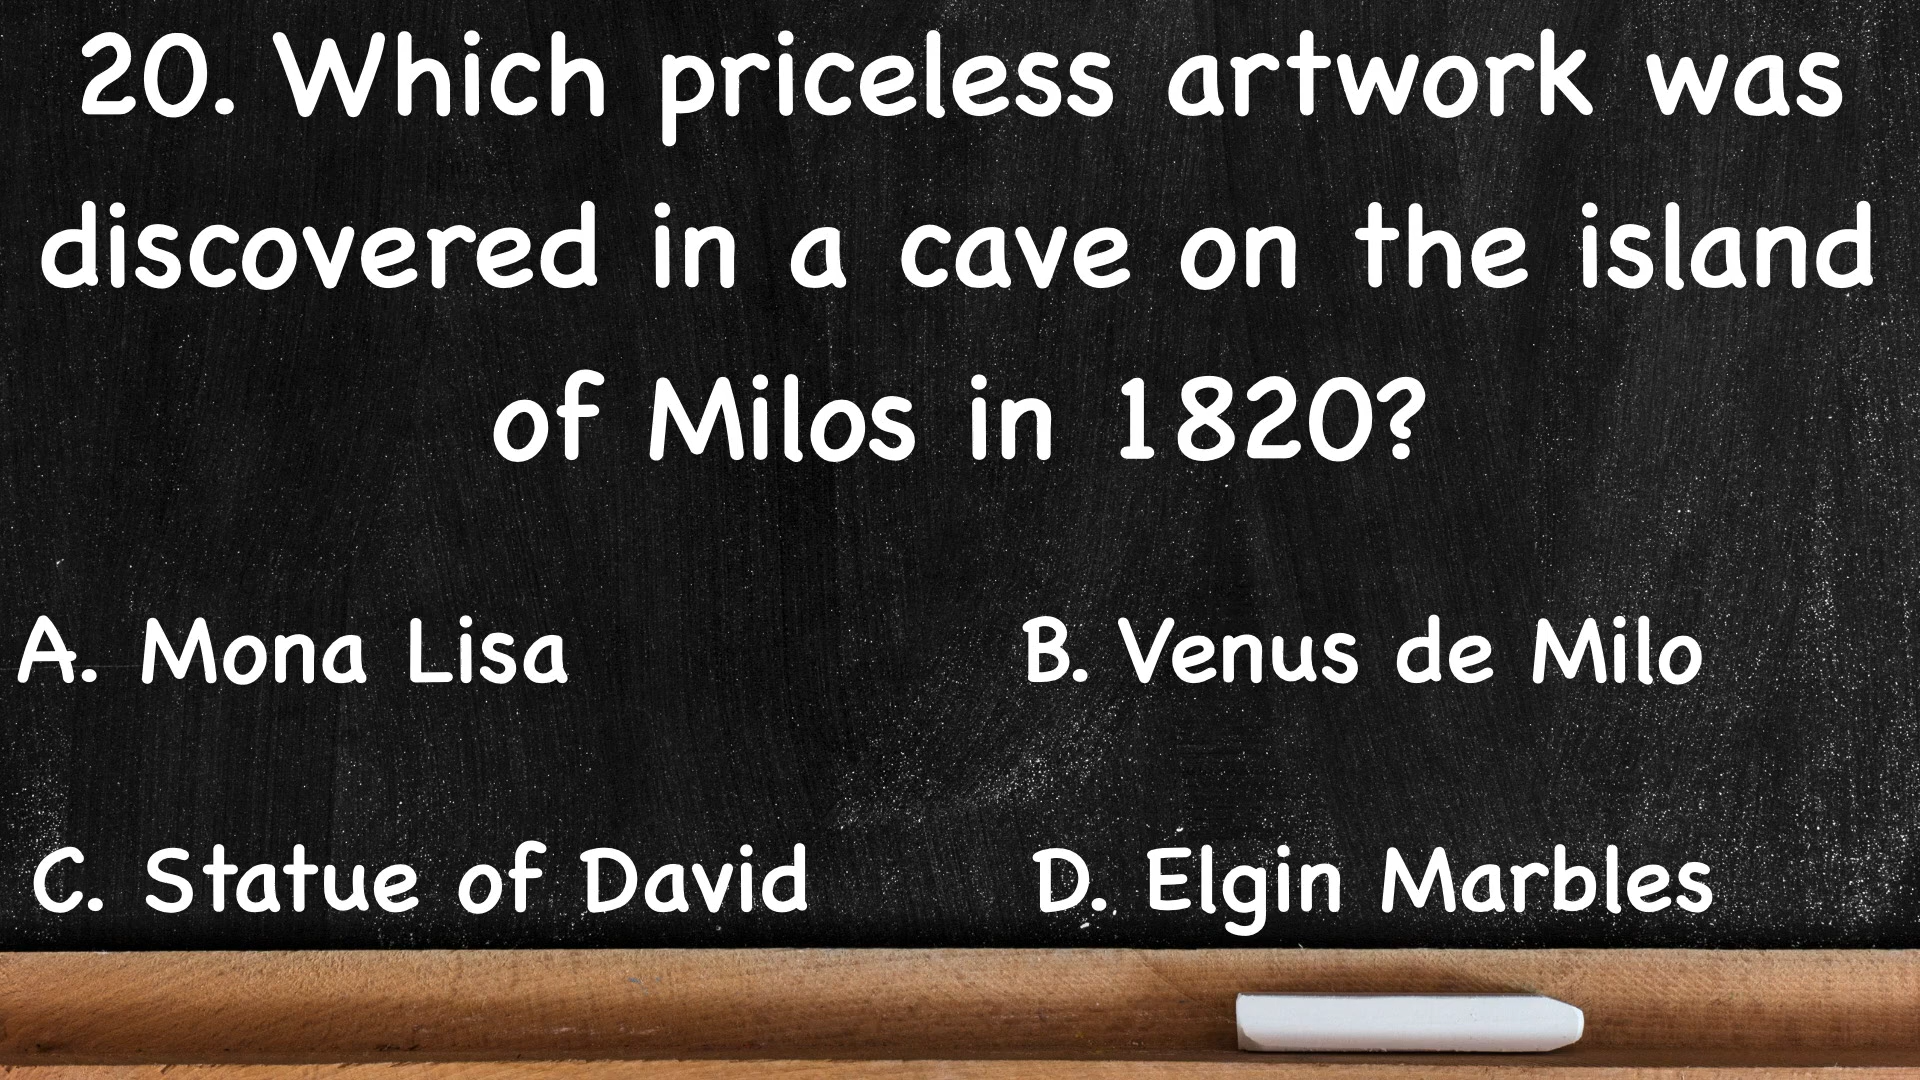 20. Which priceless artwork was
discovered in a cave on the island
of Milos in 1820?
A. Mona Lisa
B. Venus de Milo
C. Statue of David
D. Elgin Marbles